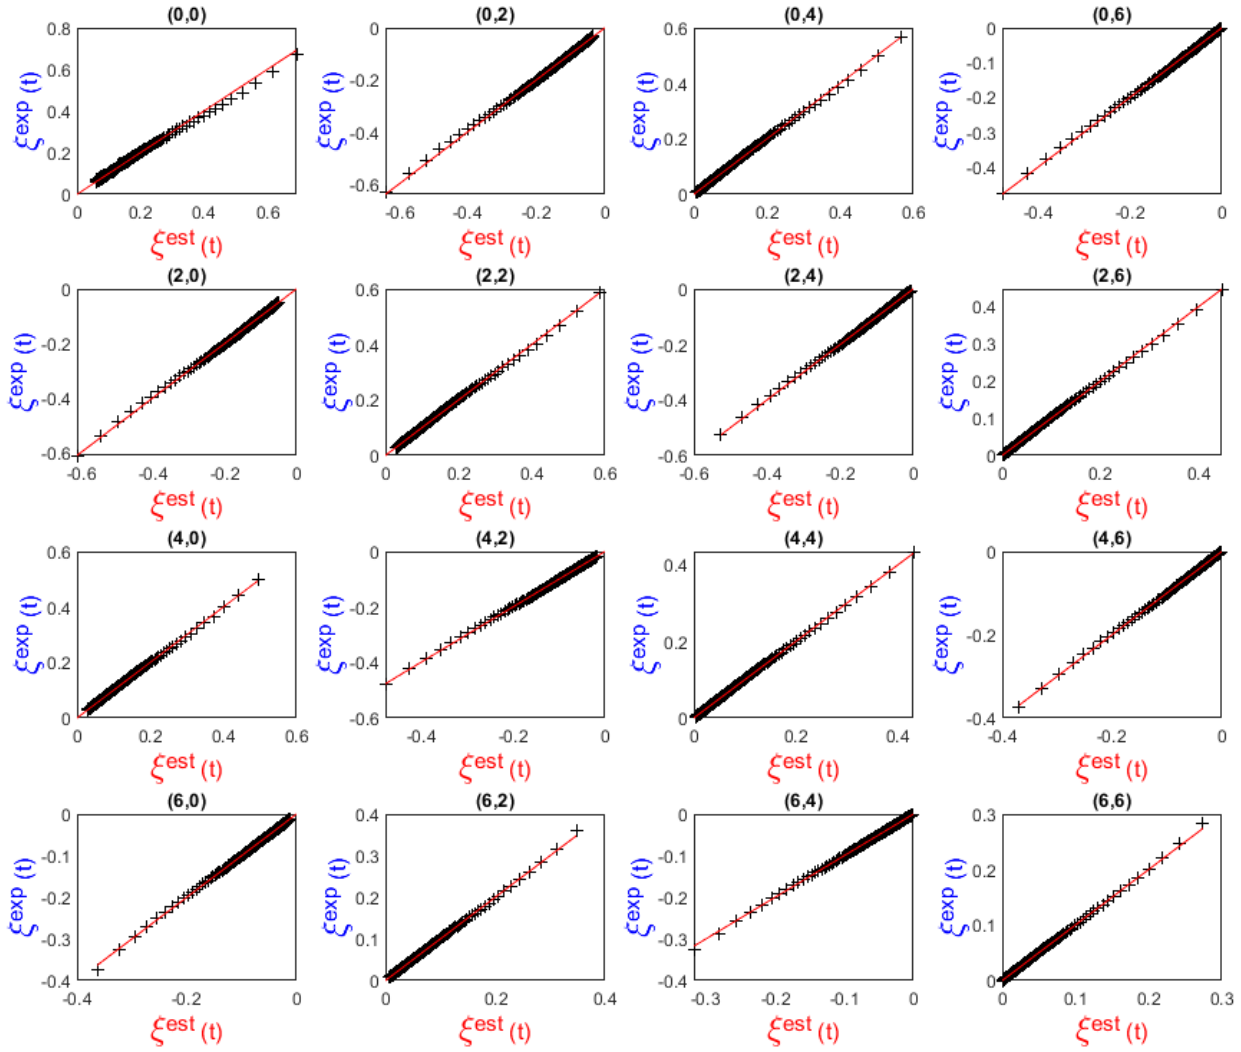 (0,0) (0,2) (0,4) (0,6)
0.8 0 0.6 0
0.6 -0.2 0.4 -0.1
0.4 -0.4 0.2 -0.2
0.2 -0.6 0 -0.3
0 -0.4
ξexp (t) ξexp (t) ξexp (t) ξexp (t)
0 0.2 0.4 0.6 -0.6 -0.4 -0.2 0 0 0.2 0.4 0.6 -0.4 -0.2 0
ξest (t) ξest (t) ξest (t) ξest (t)
(2,0) (2,2) (2,4) (2,6)
0 0.6 0 0.4
-0.2 0.4 -0.2 0.3
-0.4 0.2 -0.4 0.2
-0.6 0 -0.6 0.1
0
ξexp (t) ξexp (t) ξexp (t) ξexp (t)
-0.6 -0.4 -0.2 0 0 0.2 0.4 0.6 -0.6 -0.4 -0.2 0 0 0.2 0.4
ξest (t) ξest (t) ξest (t) ξest (t)
(4,0) (4,2) (4,4) (4,6)
0.6 0 0.4 0
0.4 -0.2 0.2 -0.2
0.2 -0.4 0 -0.4
0 -0.6
ξexp (t) ξexp (t) ξexp (t) ξexp (t)
0 0.2 0.4 0.6 -0.4 -0.2 0 0 0.2 0.4 -0.4 -0.2 0
ξest (t) ξest (t) ξest (t) ξest (t)
(6,0) (6,2) (6,4) (6,6)
0 0.4 0 0.3
-0.1 0.3 -0.1 0.2
-0.2 0.2 -0.2 0.1
-0.3 0.1 -0.3 0
-0.4 0 -0.4
ξexp (t) ξexp (t) ξexp (t) ξexp (t)
-0.4 -0.2 0 0 0.2 0.4 -0.3 -0.2 -0.1 0 0 0.1 0.2 0.3
ξest (t) ξest (t) ξest (t) ξest (t)